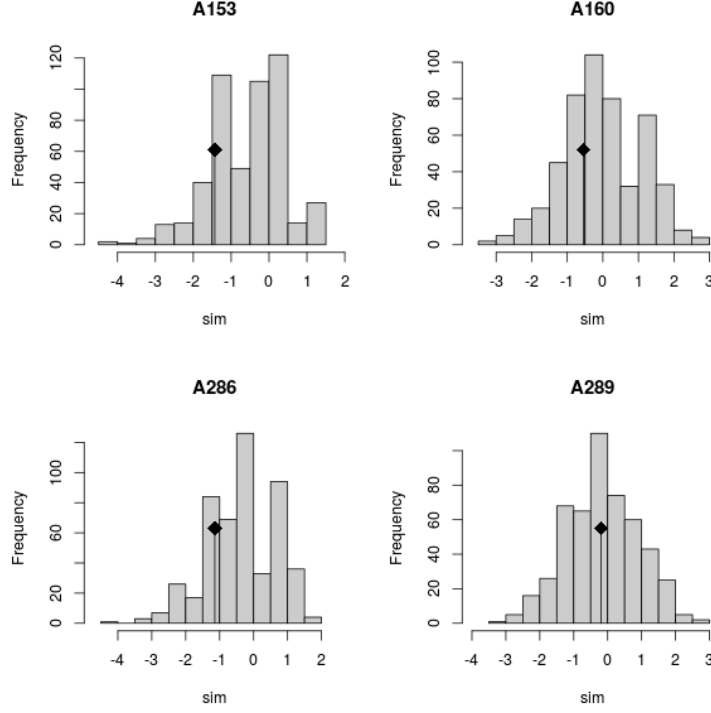 A153
Frequency
0 20 40 60 80 120
-4 -3 -2 -1 0 1 2
sim
A160
Frequency
0 20 40 60 80 100
-3 -2 -1 0 1 2 3
sim
A286
Frequency
0 20 60 100
-4 -3 -2 -1 0 1 2
sim
A289
Frequency
0 20 40 60 80
-4 -3 -2 -1 0 1 2 3
sim